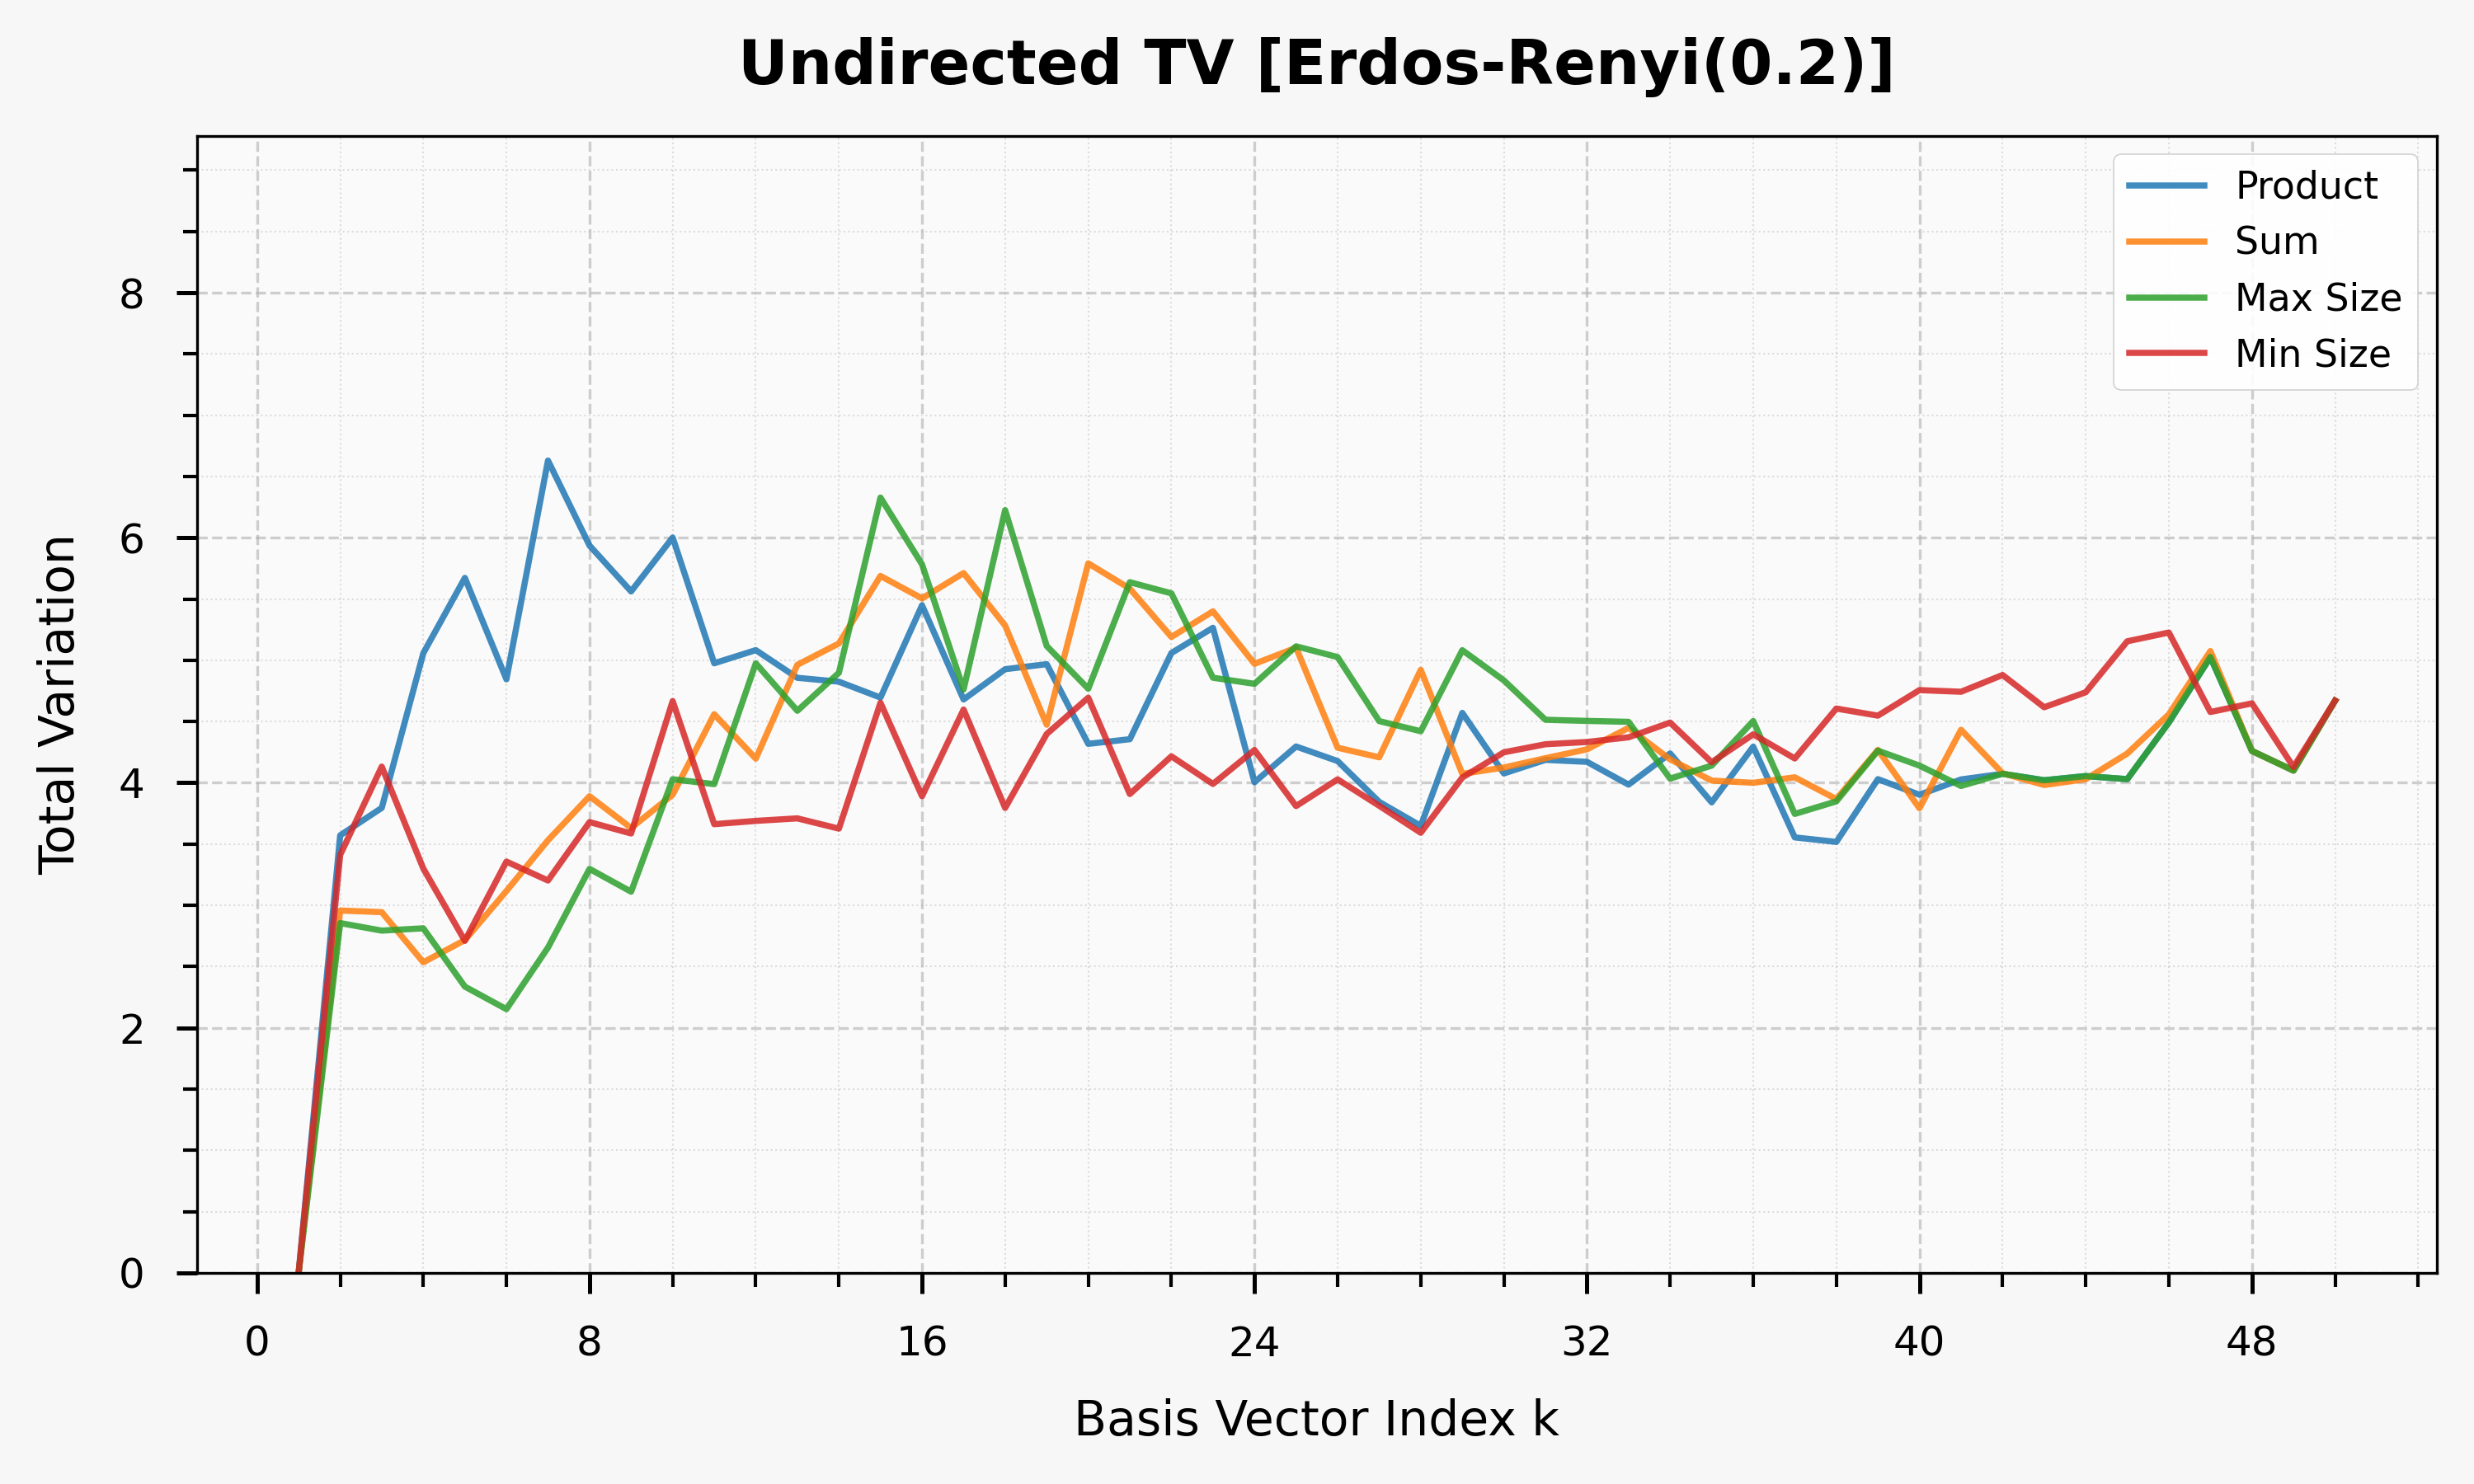 Undirected TV [Erdos-Renyi(0.2)]
Product
Sum
Max Size
Min Size
Total Variation
8
6
4
2
0
0 8 16 24 32 40 48
Basis Vector Index k